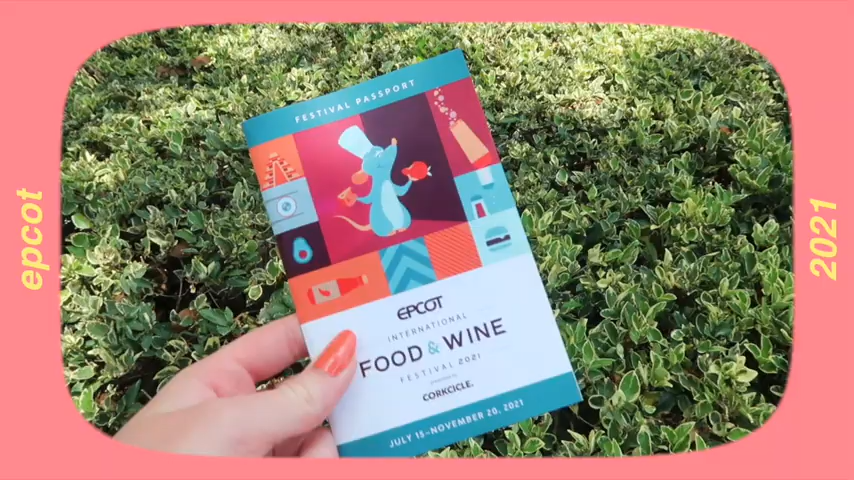 epcot
FESTIVAL PASSPORT
EPCOT
INTERNATIONAL
FOOD & WINE
FESTIVAL 2021
CORKCICLE.
JULY 15–NOVEMBER 20, 2021
2021